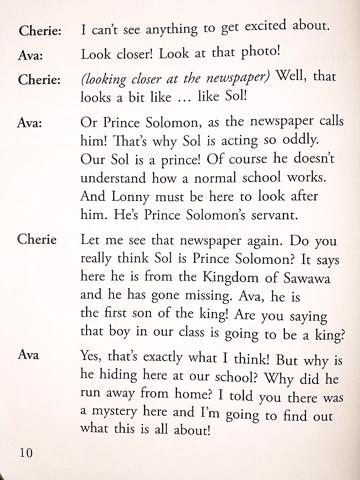 Cherie: I can't see anything to get excited about.
Ava: Look closer! Look at that photo!
Cherie: (looking closer at the newspaper) Well, that
looks a bit like … like Sol!
Ava: Or Prince Solomon, as the newspaper calls
him! That's why Sol is acting so oddly.
Our Sol is a prince! Of course he doesn't
understand how a normal school works.
And Lonny must be here to look after
him. He's Prince Solomon's servant.
Cherie Let me see that newspaper again. Do you
really think Sol is Prince Solomon? It says
here he is from the Kingdom of Sawawa
and he has gone missing. Ava, he is
the first son of the king! Are you saying
that boy in our class is going to be a king?
Ava Yes, that's exactly what I think! But why is
he hiding here at our school? Why did he
run away from home? I told you there was
a mystery here and I'm going to find out
what this is all about!
10